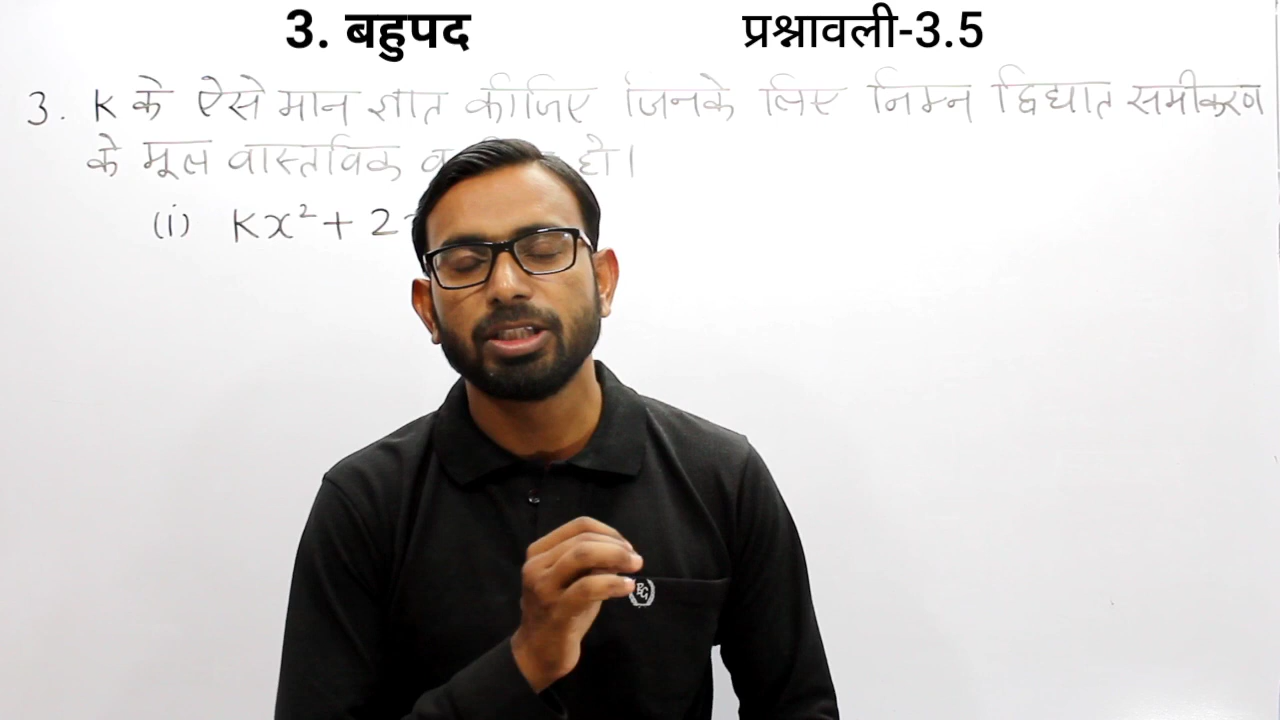 3. बहुपद प्रश्नावली-3.5
3. K के ऐसे मान ज्ञात कीजिए जिनके लिए निम्न द्विघात समीकरण
के मूल वास्तविक व हो।
(i) Kx² + 2